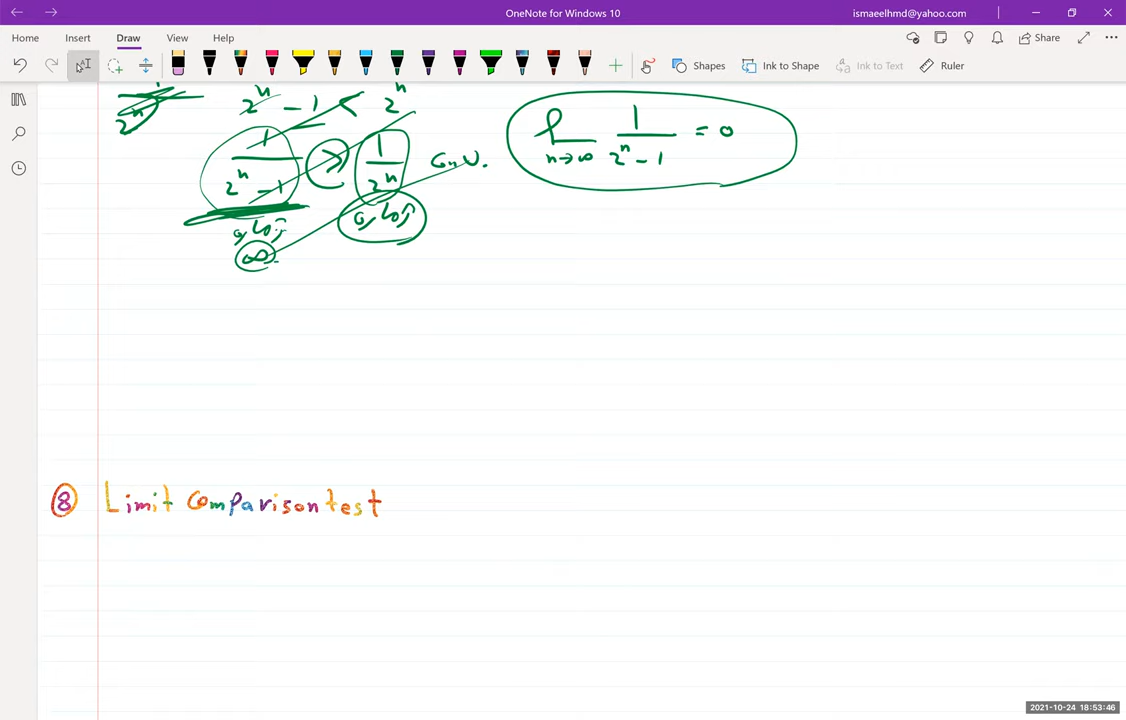 OneNote for Windows 10
ismaeelhmd@yahoo.com
Home Insert Draw View Help
Share
Shapes Ink to Shape Ink to Text Ruler
2^n - 1 < 2^n
1/(2^n - 1) > 1/2^n Conv.
∞
lim n→∞ 1/(2^n - 1) = 0
⑧ Limit Comparison test
2021-10-24 18:53:46